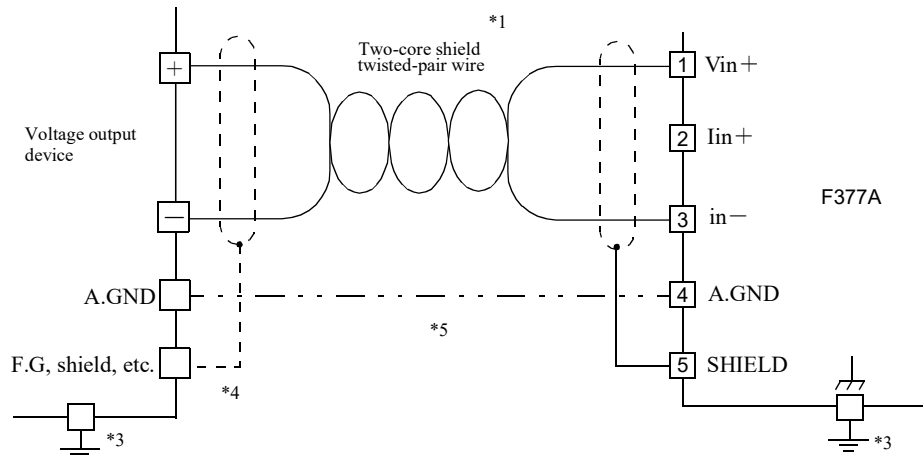 *1
Two-core shield
twisted-pair wire
+
1 Vin+
Voltage output
device
2 Iin+
F377A
−
3 in−
A.GND
4 A.GND
*5
F.G, shield, etc.
5 SHIELD
*4
*3
*3